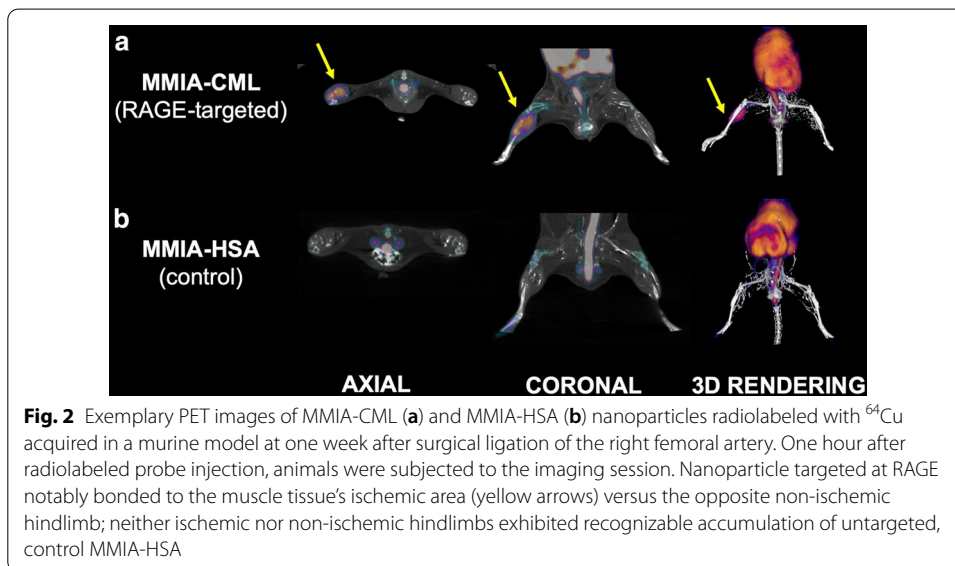 a
MMIA-CML
(RAGE-targeted)
b
MMIA-HSA
(control)
AXIAL CORONAL 3D RENDERING
Fig. 2 Exemplary PET images of MMIA-CML (a) and MMIA-HSA (b) nanoparticles radiolabeled with ⁶⁴Cu
acquired in a murine model at one week after surgical ligation of the right femoral artery. One hour after
radiolabeled probe injection, animals were subjected to the imaging session. Nanoparticle targeted at RAGE
notably bonded to the muscle tissue's ischemic area (yellow arrows) versus the opposite non-ischemic
hindlimb; neither ischemic nor non-ischemic hindlimbs exhibited recognizable accumulation of untargeted,
control MMIA-HSA